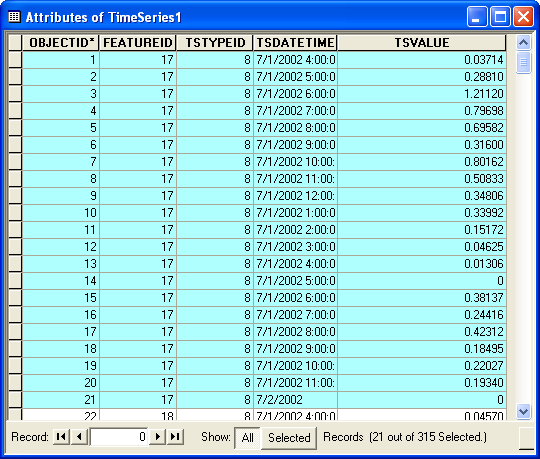 Attributes of TimeSeries1
OBJECTID* FEATUREID TSTYPEID TSDATETIME TSVALUE
1 17 8 7/1/2002 4:00:0 0.03714
2 17 8 7/1/2002 5:00:0 0.28810
3 17 8 7/1/2002 6:00:0 1.21120
4 17 8 7/1/2002 7:00:0 0.79698
5 17 8 7/1/2002 8:00:0 0.69582
6 17 8 7/1/2002 9:00:0 0.31600
7 17 8 7/1/2002 10:00: 0.80162
8 17 8 7/1/2002 11:00: 0.50833
9 17 8 7/1/2002 12:00: 0.34806
10 17 8 7/1/2002 1:00:0 0.33992
11 17 8 7/1/2002 2:00:0 0.15172
12 17 8 7/1/2002 3:00:0 0.04625
13 17 8 7/1/2002 4:00:0 0.01306
14 17 8 7/1/2002 5:00:0 0
15 17 8 7/1/2002 6:00:0 0.38137
16 17 8 7/1/2002 7:00:0 0.24416
17 17 8 7/1/2002 8:00:0 0.42312
18 17 8 7/1/2002 9:00:0 0.18495
19 17 8 7/1/2002 10:00: 0.22027
20 17 8 7/1/2002 11:00: 0.19340
21 17 8 7/2/2002 0
22 18 8 7/1/2002 4:00:0 0.04570
Record: 0 Show: All Selected Records (21 out of 315 Selected.)